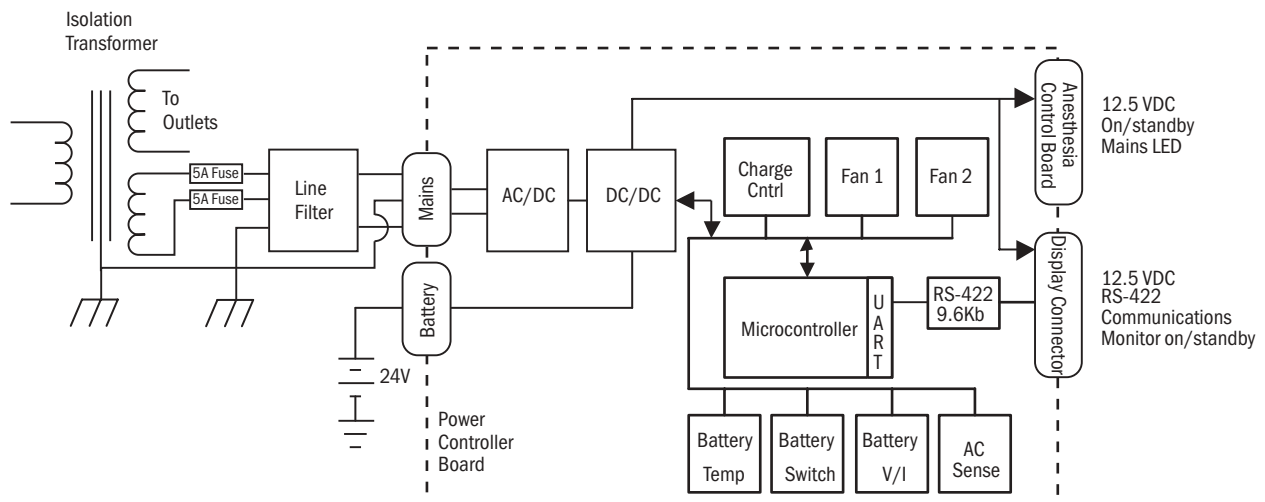 Isolation
Transformer
To
Outlets
5A Fuse
5A Fuse
Line
Filter
Mains
AC/DC
DC/DC
Charge
Cntrl
Fan 1
Fan 2
Anesthesia
Control Board
12.5 VDC
On/standby
Mains LED
Battery
24V
Microcontroller
UART
RS-422
9.6Kb
Display Connector
12.5 VDC
RS-422
Communications
Monitor on/standby
Power
Controller
Board
Battery
Temp
Battery
Switch
Battery
V/I
AC
Sense